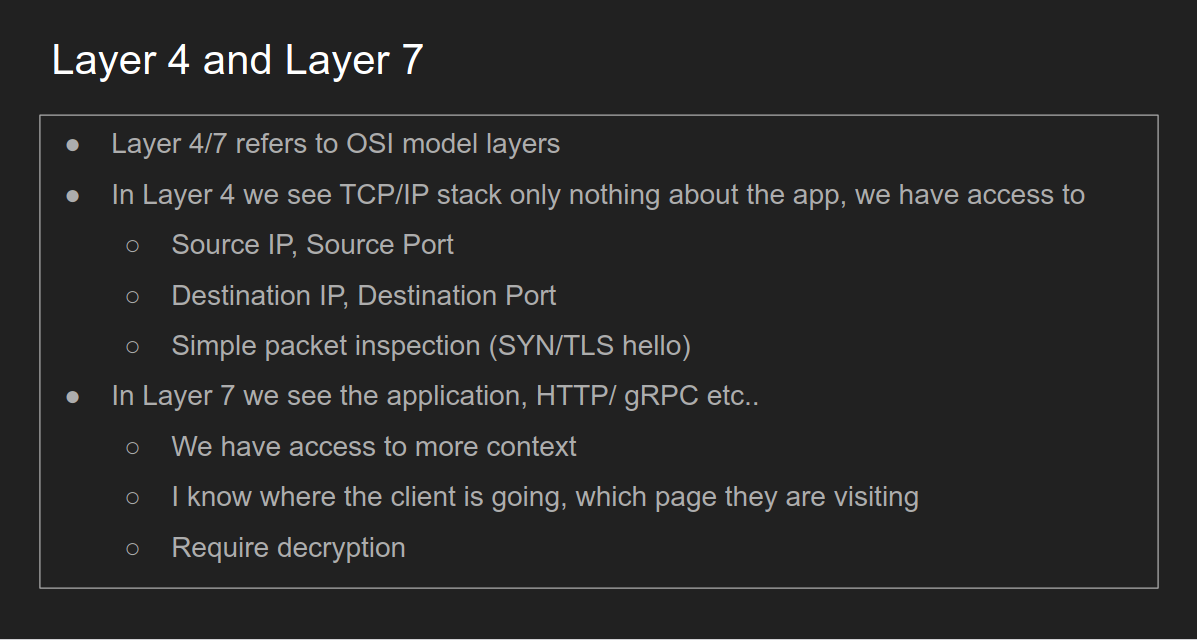 Layer 4 and Layer 7
● Layer 4/7 refers to OSI model layers
● In Layer 4 we see TCP/IP stack only nothing about the app, we have access to
○ Source IP, Source Port
○ Destination IP, Destination Port
○ Simple packet inspection (SYN/TLS hello)
● In Layer 7 we see the application, HTTP/ gRPC etc..
○ We have access to more context
○ I know where the client is going, which page they are visiting
○ Require decryption